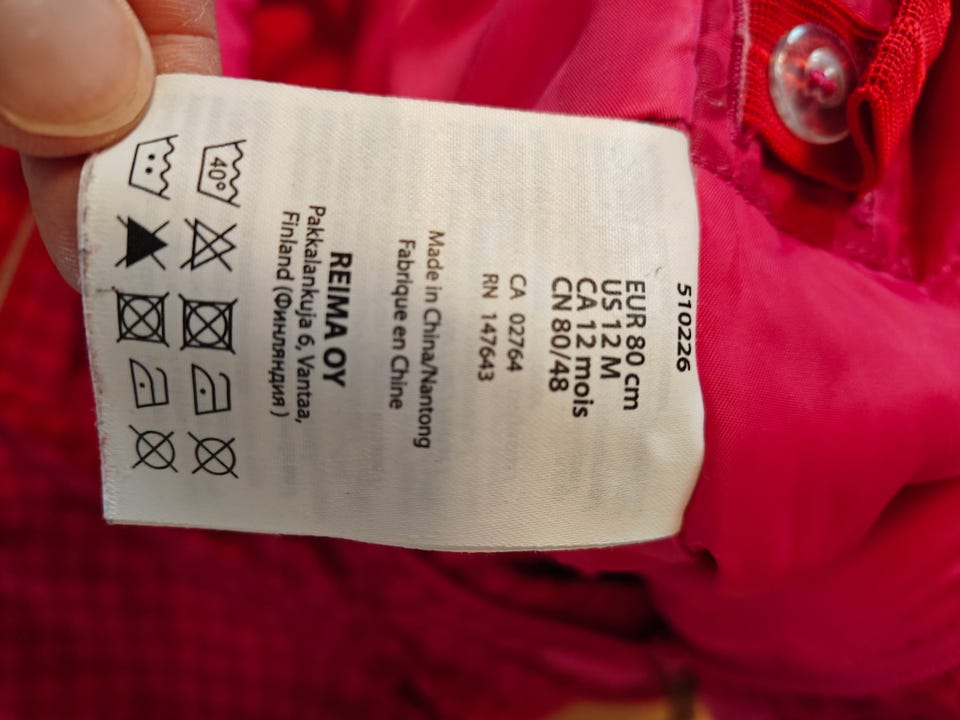 510226
EUR 80 cm
US 12 M
CA 12 mois
CN 80/48
CA 02764
RN 147643
Made in China/Nantong
Fabrique en Chine
REIMA OY
Pakkalankuja 6, Vantaa,
Finland (Финляндия)
40°